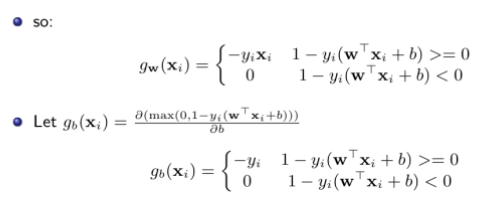 so:
g_w(x_i) = { −y_i x_i   1 − y_i(w^⊤ x_i + b) >= 0
0   1 − y_i(w^⊤ x_i + b) < 0
Let g_b(x_i) = ∂(max(0,1−y_i(w^⊤ x_i+b))) / ∂b
g_b(x_i) = { −y_i   1 − y_i(w^⊤ x_i + b) >= 0
0   1 − y_i(w^⊤ x_i + b) < 0